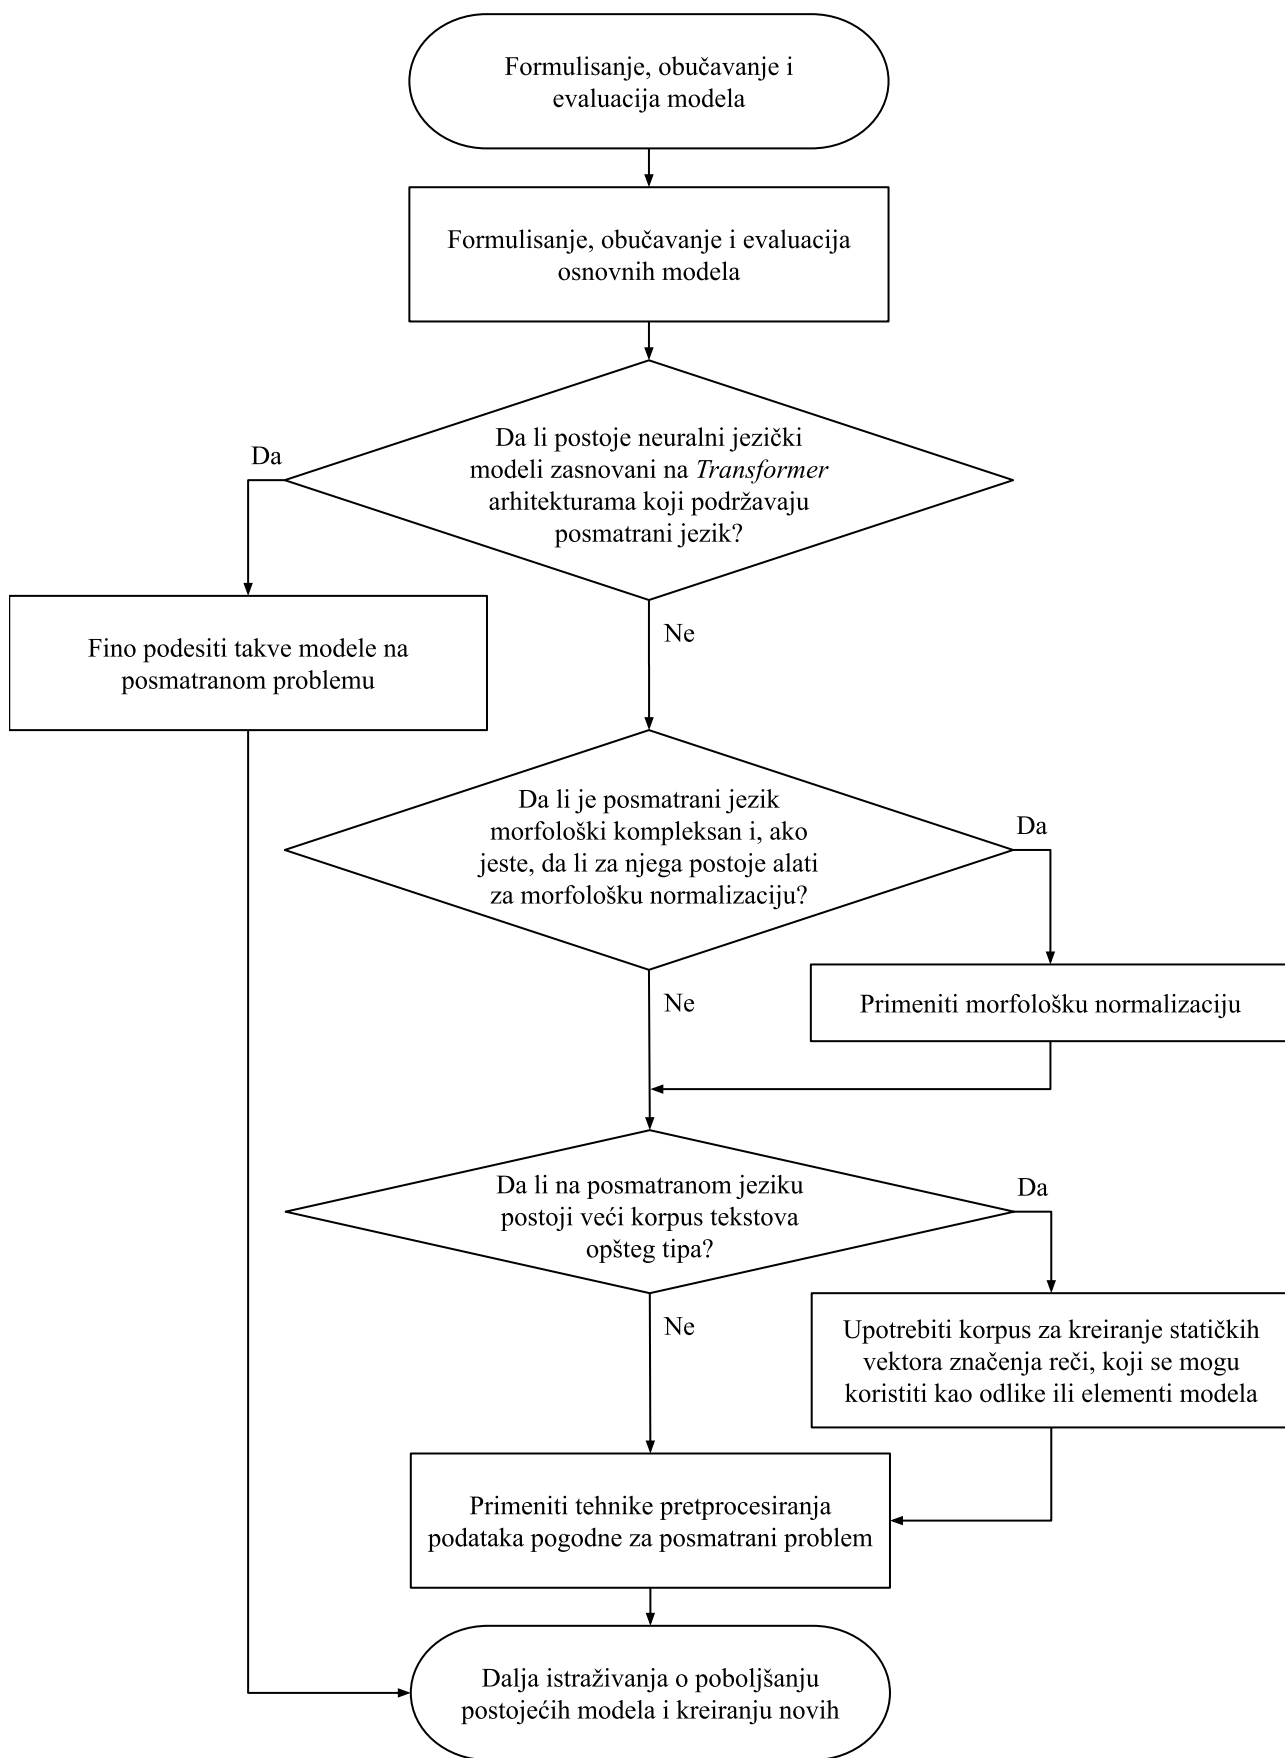 Formulisanje, obučavanje i
evaluacija modela
Formulisanje, obučavanje i evaluacija
osnovnih modela
Da li postoje neuralni jezički
modeli zasnovani na Transformer
arhitekturama koji podržavaju
posmatrani jezik?
Da
Ne
Fino podesiti takve modele na
posmatranom problemu
Da li je posmatrani jezik
morfološki kompleksan i, ako
jeste, da li za njega postoje alati
za morfološku normalizaciju?
Da
Ne
Primeniti morfološku normalizaciju
Da li na posmatranom jeziku
postoji veći korpus tekstova
opšteg tipa?
Da
Ne
Upotrebiti korpus za kreiranje statičkih
vektora značenja reči, koji se mogu
koristiti kao odlike ili elementi modela
Primeniti tehnike pretprocesiranja
podataka pogodne za posmatrani problem
Dalja istraživanja o poboljšanju
postojećih modela i kreiranju novih